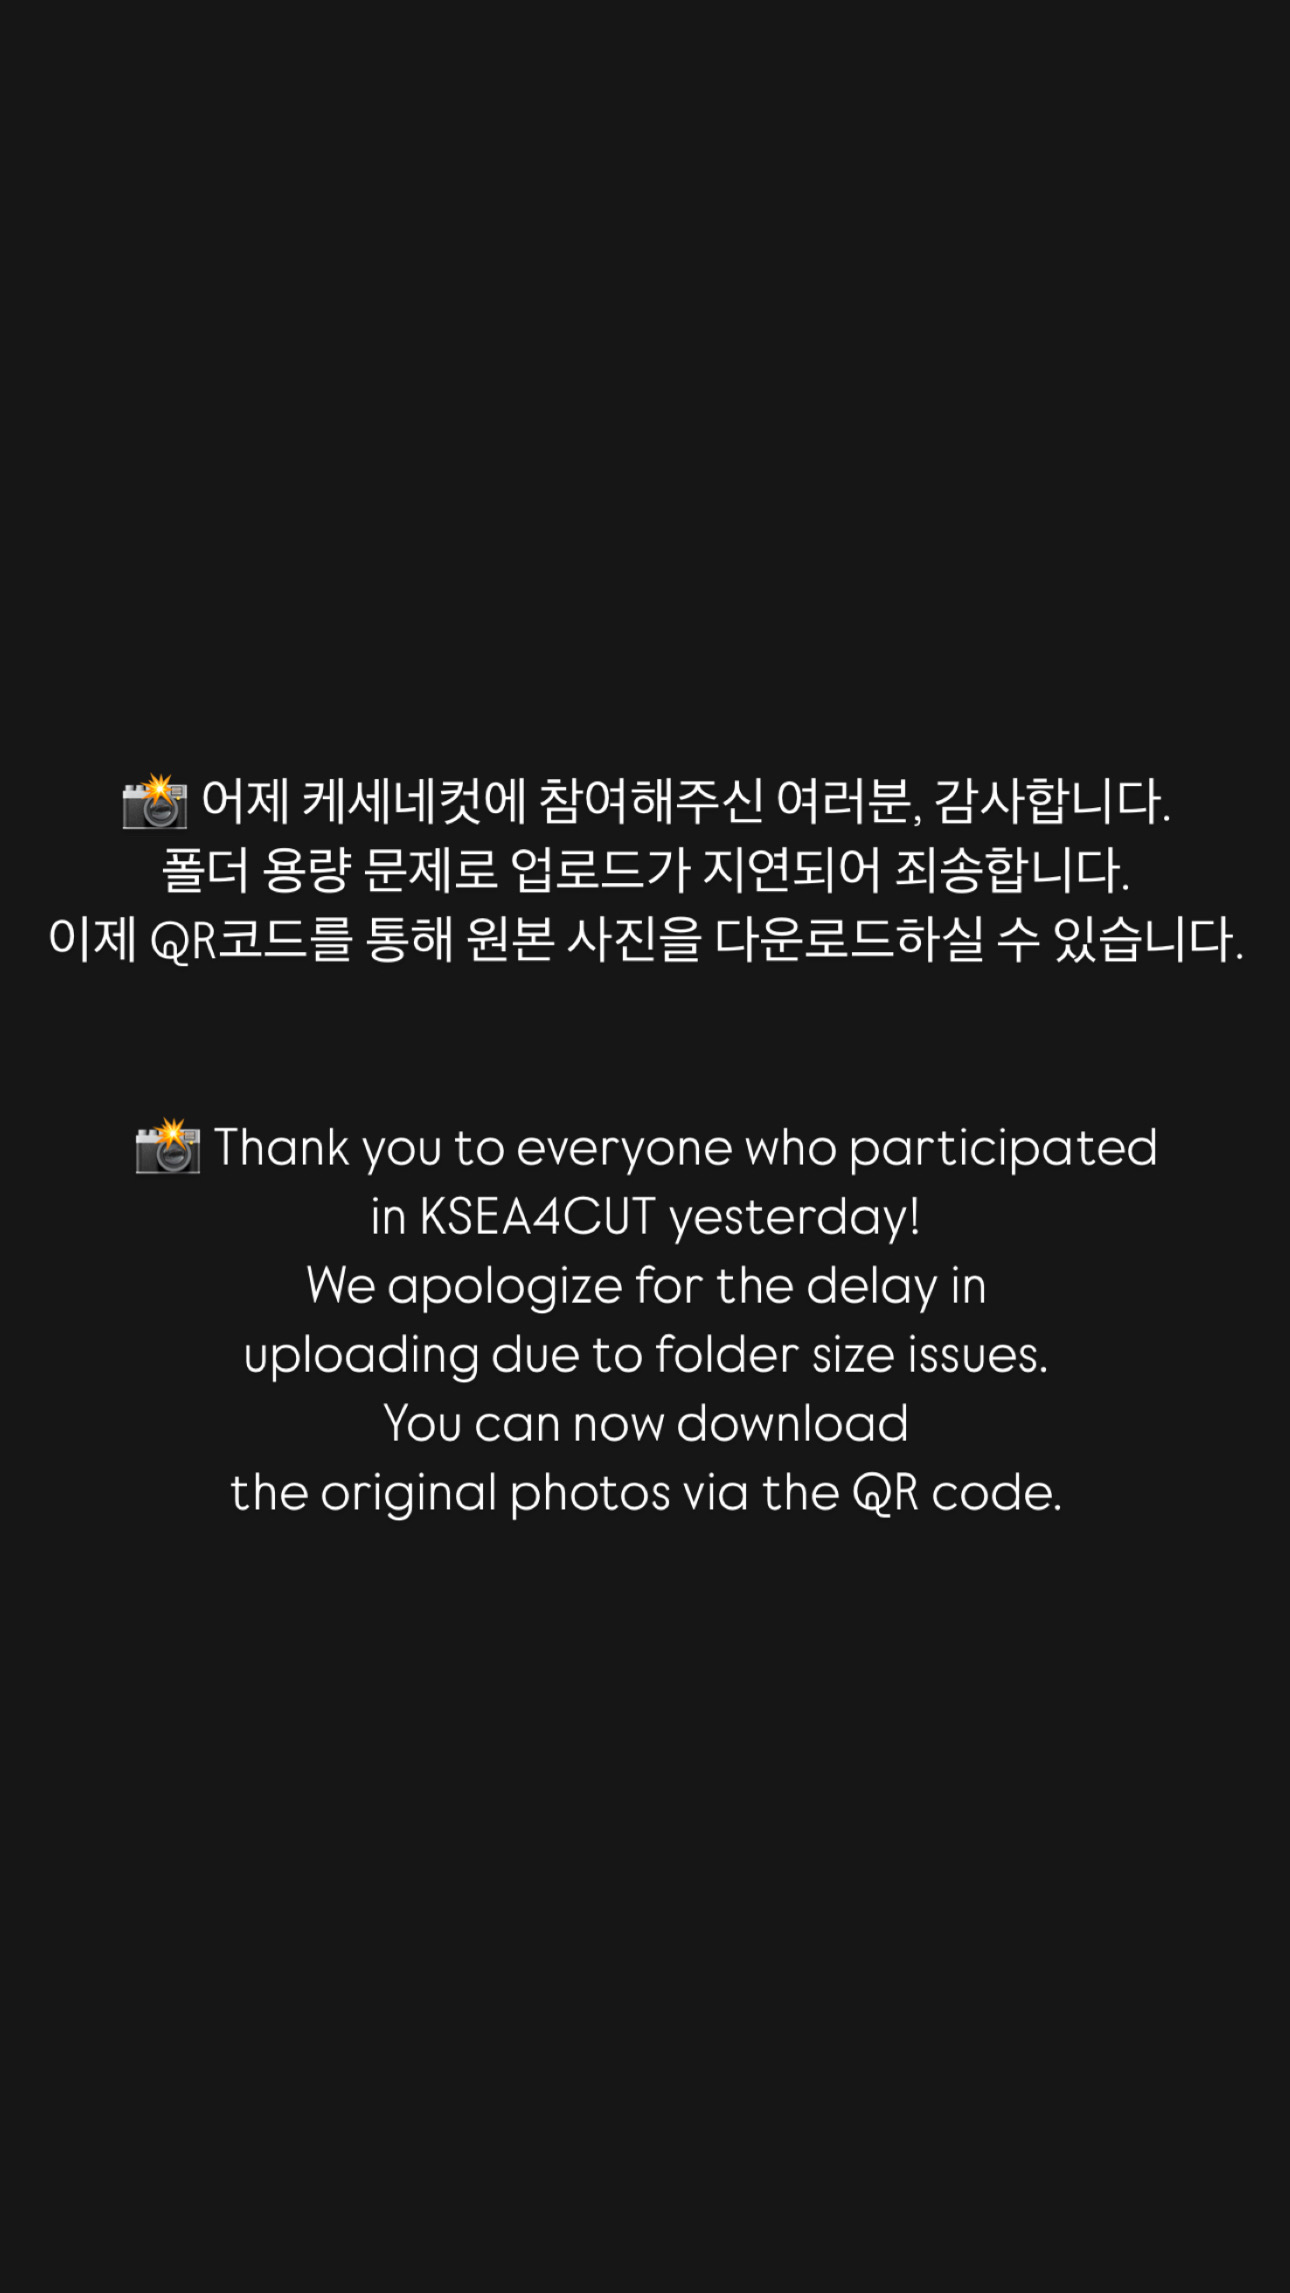 📸 어제 케세네컷에 참여해주신 여러분, 감사합니다.
폴더 용량 문제로 업로드가 지연되어 죄송합니다.
이제 QR코드를 통해 원본 사진을 다운로드하실 수 있습니다.
📸 Thank you to everyone who participated
in KSEA4CUT yesterday!
We apologize for the delay in
uploading due to folder size issues.
You can now download
the original photos via the QR code.